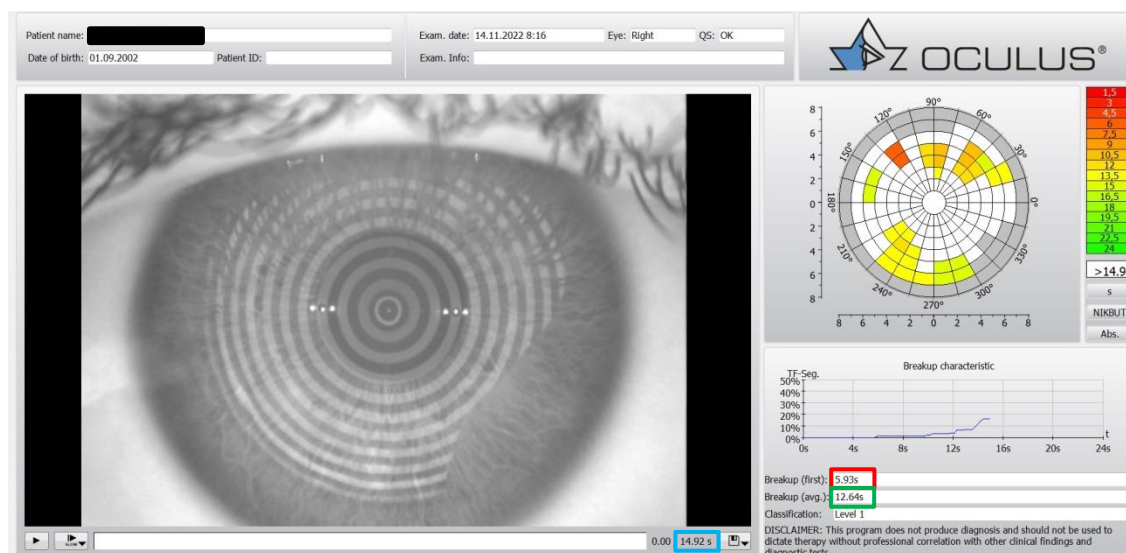 Patient name:
Exam. date: 14.11.2022 8:16 Eye: Right QS: OK
Date of birth: 01.09.2002 Patient ID:
Exam. Info:
OCULUS®
8
6
4
2
0
2
4
6
8
90°
120°
60°
150°
30°
180°
0°
210°
330°
240°
300°
270°
8 6 4 2 0 2 4 6 8
1,5
3
4,5
6
7,5
9
10,5
12
13,5
15
16,5
18
19,5
21
22,5
24
>14.9
s
NIKBUT
Abs.
Breakup characteristic
TF-Seg.
50%
40%
30%
20%
10%
0%
0s 4s 8s 12s 16s 20s 24s
t
Breakup (first): 5.93s
Breakup (avg.): 12.64s
Classification: Level 1
DISCLAIMER: This program does not produce diagnosis and should not be used to
dictate therapy without professional correlation with other clinical findings and
diagnostic tests
0.00 14.92 s